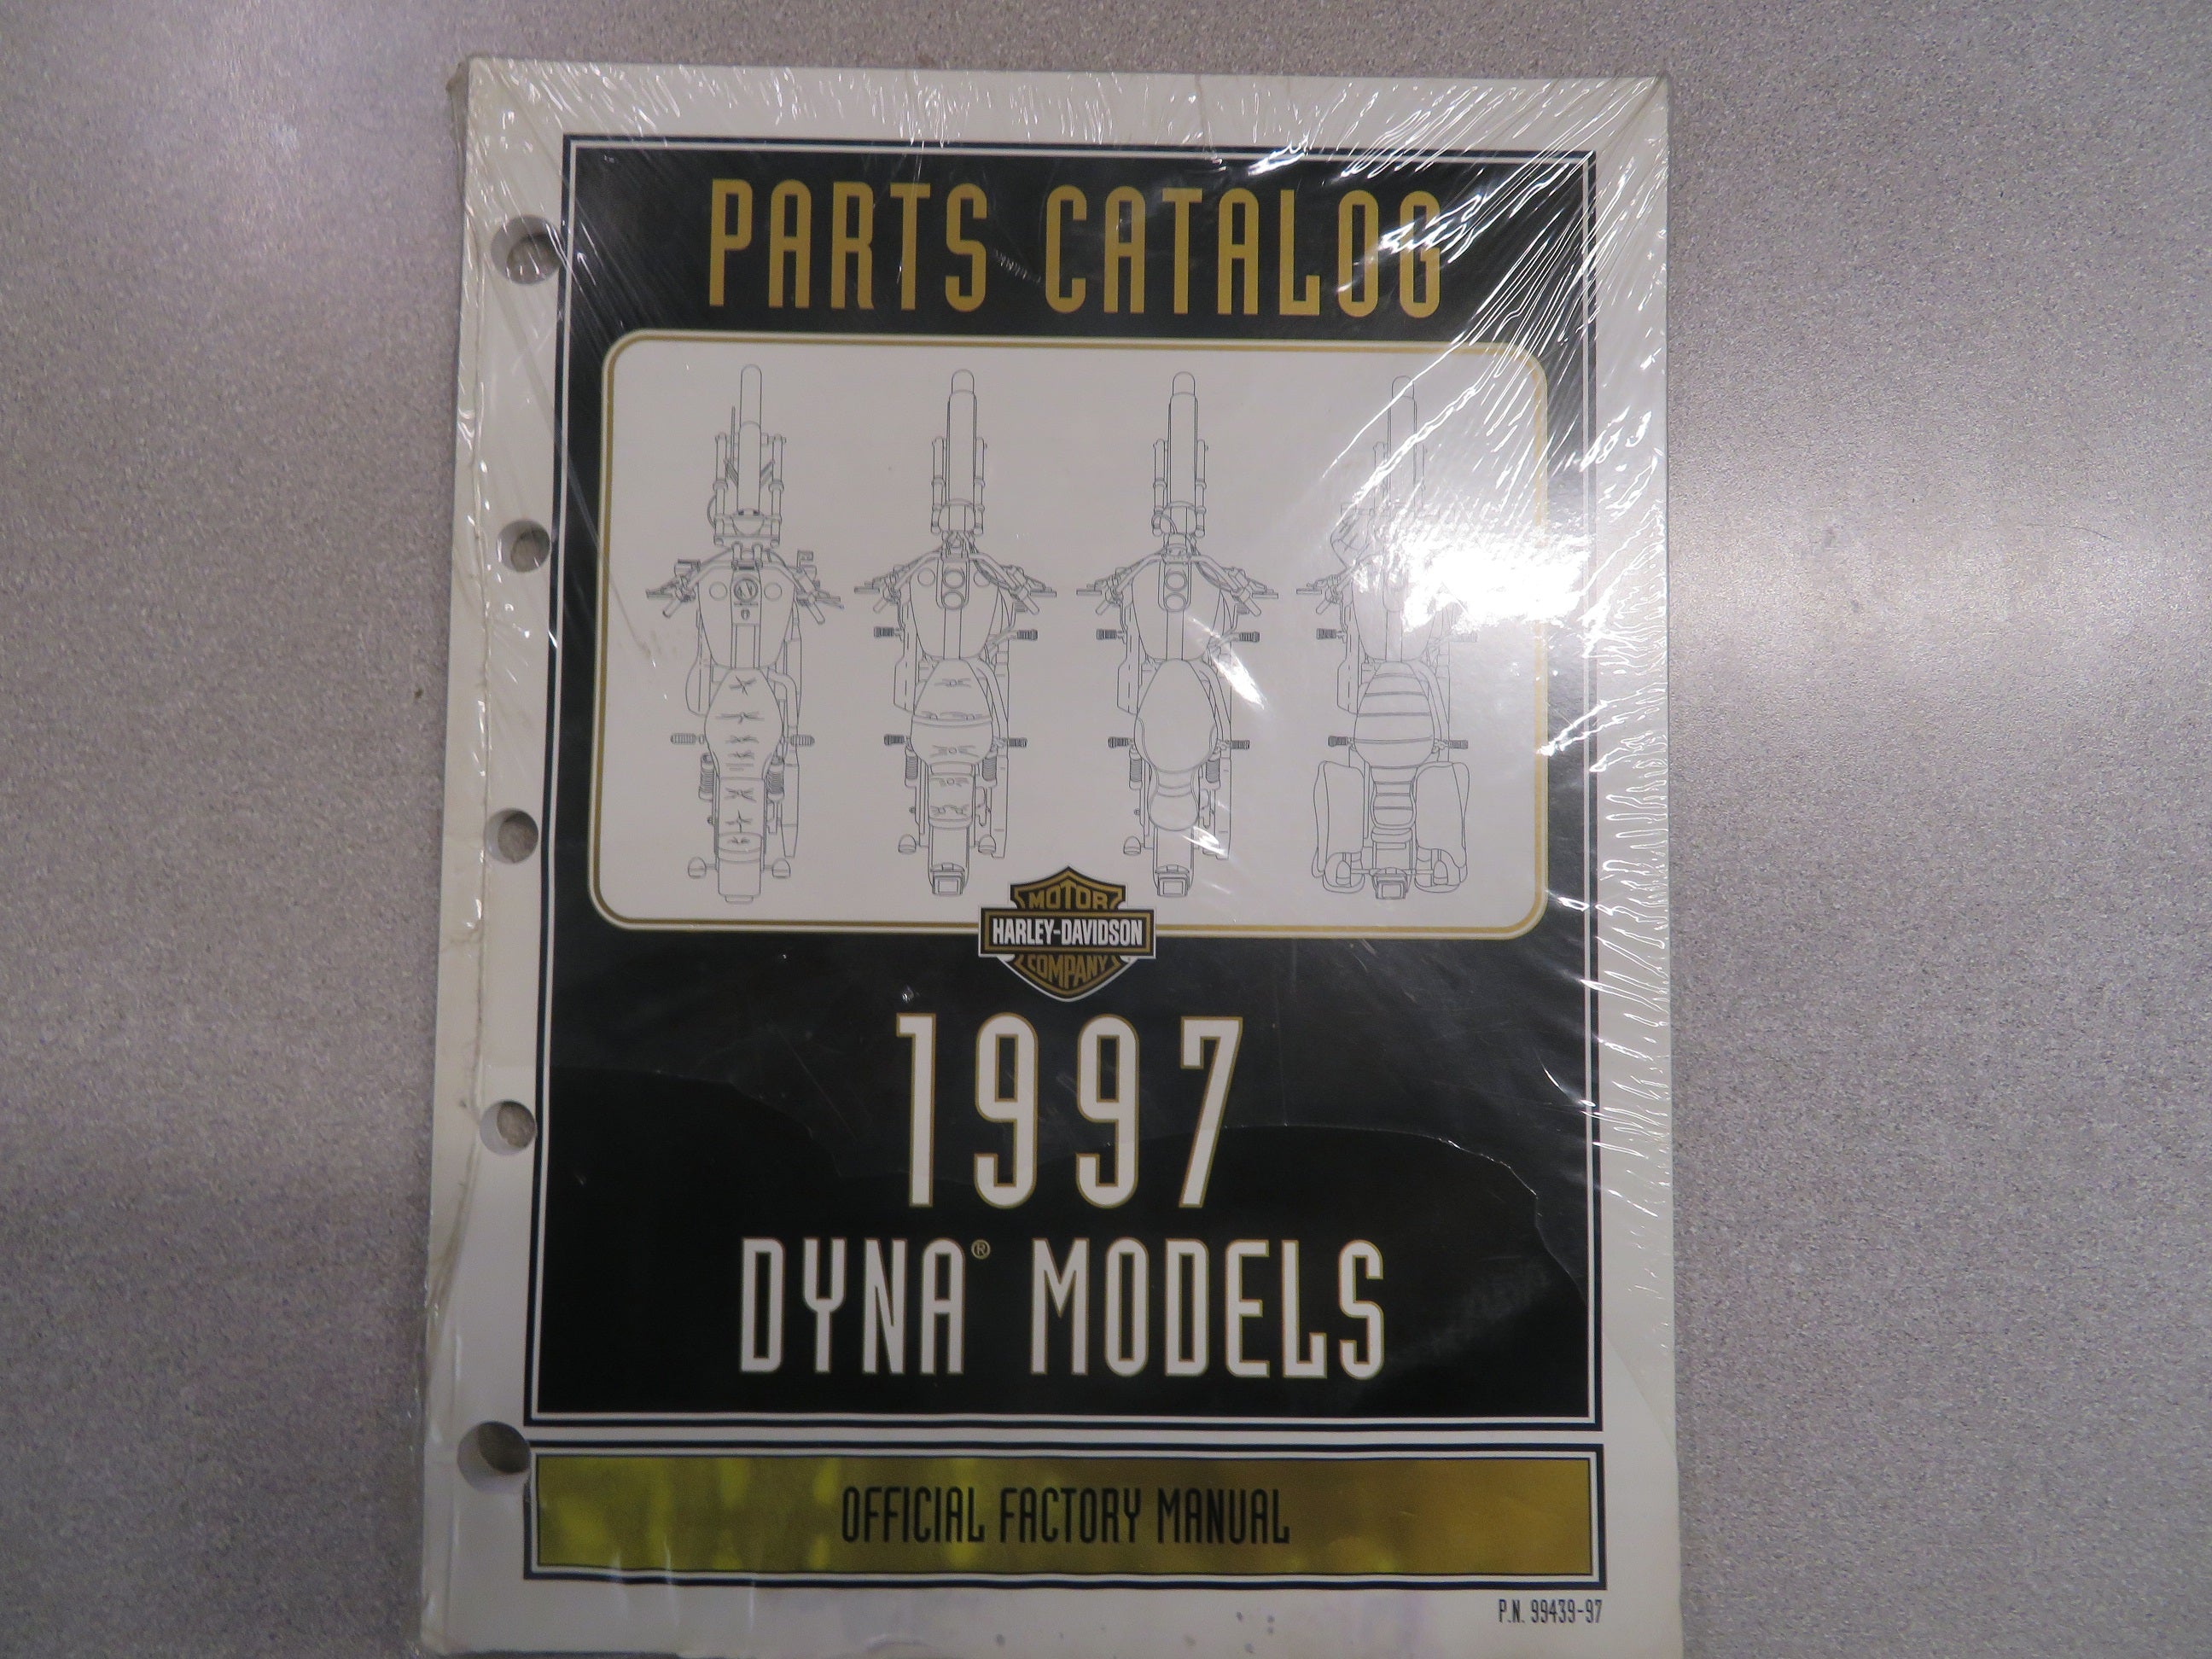 PARTS CATALOG
MOTOR
HARLEY-DAVIDSON
COMPANY
1997
DYNA® MODELS
OFFICIAL FACTORY MANUAL
P.N. 99439-97